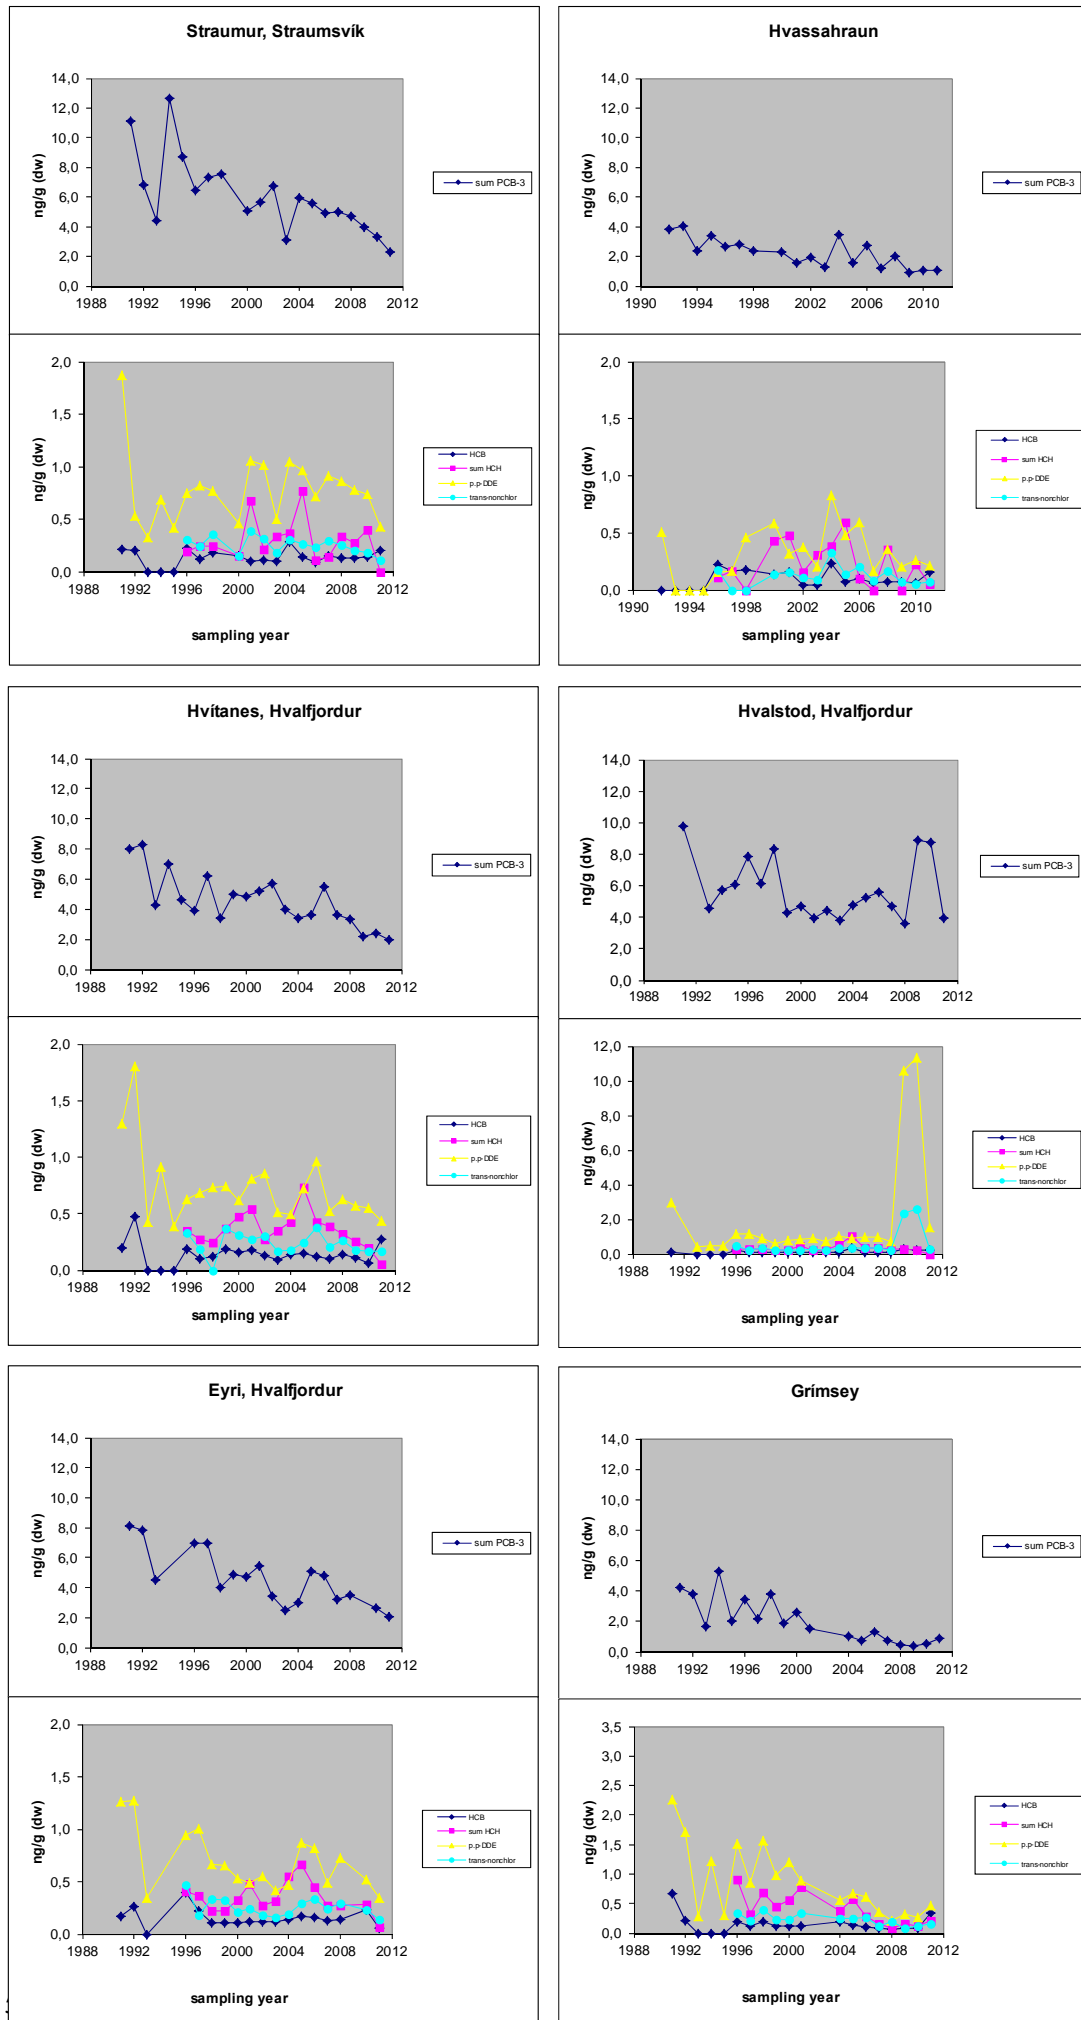 Straumur, Straumsvík
14,0
12,0
10,0
8,0
6,0
4,0
2,0
0,0
ng/g (dw)
1988 1992 1996 2000 2004 2008 2012
sum PCB-3
2,0
1,5
1,0
0,5
0,0
ng/g (dw)
1988 1992 1996 2000 2004 2008 2012
sampling year
HCB
sum HCH
p.p-DDE
trans-nonchlor
Hvassahraun
14,0
12,0
10,0
8,0
6,0
4,0
2,0
0,0
ng/g (dw)
1990 1994 1998 2002 2006 2010
sum PCB-3
2,0
1,5
1,0
0,5
0,0
ng/g (dw)
1990 1994 1998 2002 2006 2010
sampling year
HCB
sum HCH
p.p-DDE
trans-nonchlor
Hvítanes, Hvalfjordur
14,0
12,0
10,0
8,0
6,0
4,0
2,0
0,0
ng/g (dw)
1988 1992 1996 2000 2004 2008 2012
sum PCB-3
2,0
1,5
1,0
0,5
0,0
ng/g (dw)
1988 1992 1996 2000 2004 2008 2012
sampling year
HCB
sum HCH
p.p-DDE
trans-nonchlor
Hvalstod, Hvalfjordur
14,0
12,0
10,0
8,0
6,0
4,0
2,0
0,0
ng/g (dw)
1988 1992 1996 2000 2004 2008 2012
sum PCB-3
12,0
10,0
8,0
6,0
4,0
2,0
0,0
ng/g (dw)
1988 1992 1996 2000 2004 2008 2012
sampling year
HCB
sum HCH
p.p-DDE
trans-nonchlor
Eyri, Hvalfjordur
14,0
12,0
10,0
8,0
6,0
4,0
2,0
0,0
ng/g (dw)
1988 1992 1996 2000 2004 2008 2012
sum PCB-3
2,0
1,5
1,0
0,5
0,0
ng/g (dw)
1988 1992 1996 2000 2004 2008 2012
sampling year
HCB
sum HCH
p.p-DDE
trans-nonchlor
Grímsey
14,0
12,0
10,0
8,0
6,0
4,0
2,0
0,0
ng/g (dw)
1988 1992 1996 2000 2004 2008 2012
sum PCB-3
3,5
3,0
2,5
2,0
1,5
1,0
0,5
0,0
ng/g (dw)
1988 1992 1996 2000 2004 2008 2012
sampling year
HCB
sum HCH
p.p-DDE
trans-nonchlor